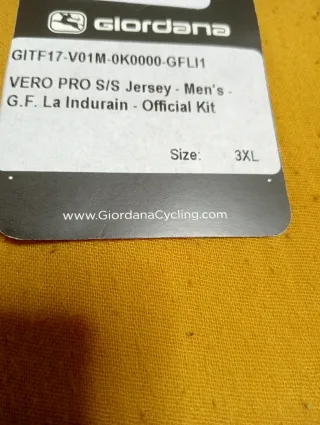 GIORDANA
GITF17-V01M-0K0000-GFLI1
VERO PRO S/S Jersey - Men's -
G.F. La Indurain - Official Kit
Size: 3XL
www.GiordanaCycling.com